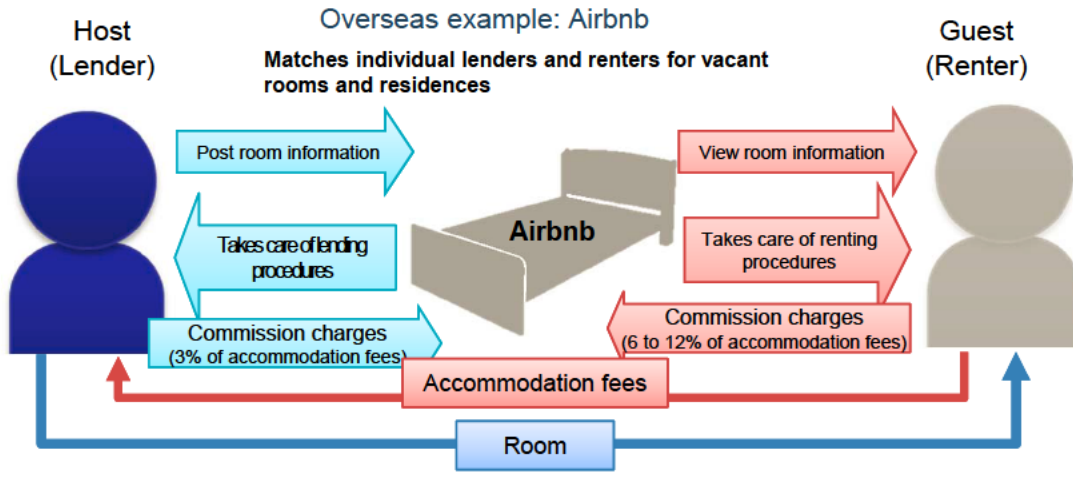 Overseas example: Airbnb
Host
(Lender)
Guest
(Renter)
Matches individual lenders and renters for vacant
rooms and residences
Post room information
View room information
Airbnb
Takes care of lending
procedures
Takes care of renting
procedures
Commission charges
(3% of accommodation fees)
Commission charges
(6 to 12% of accommodation fees)
Accommodation fees
Room